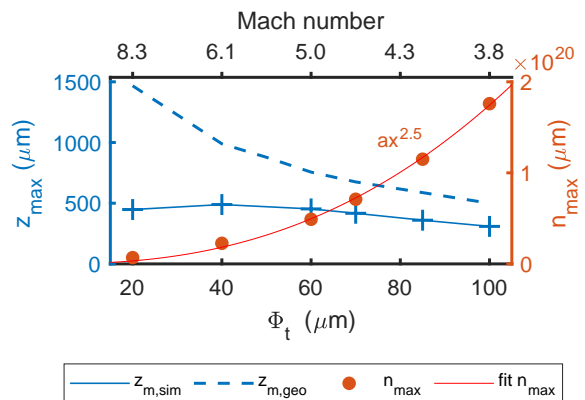 Mach number
8.3 6.1 5.0 4.3 3.8
×10^20
1500 2
1000 1
500
0 0
z_max (μm)
n_max (μm)
ax^2.5
20 40 60 80 100
Φ_t (μm)
z_m,sim z_m,geo n_max fit n_max